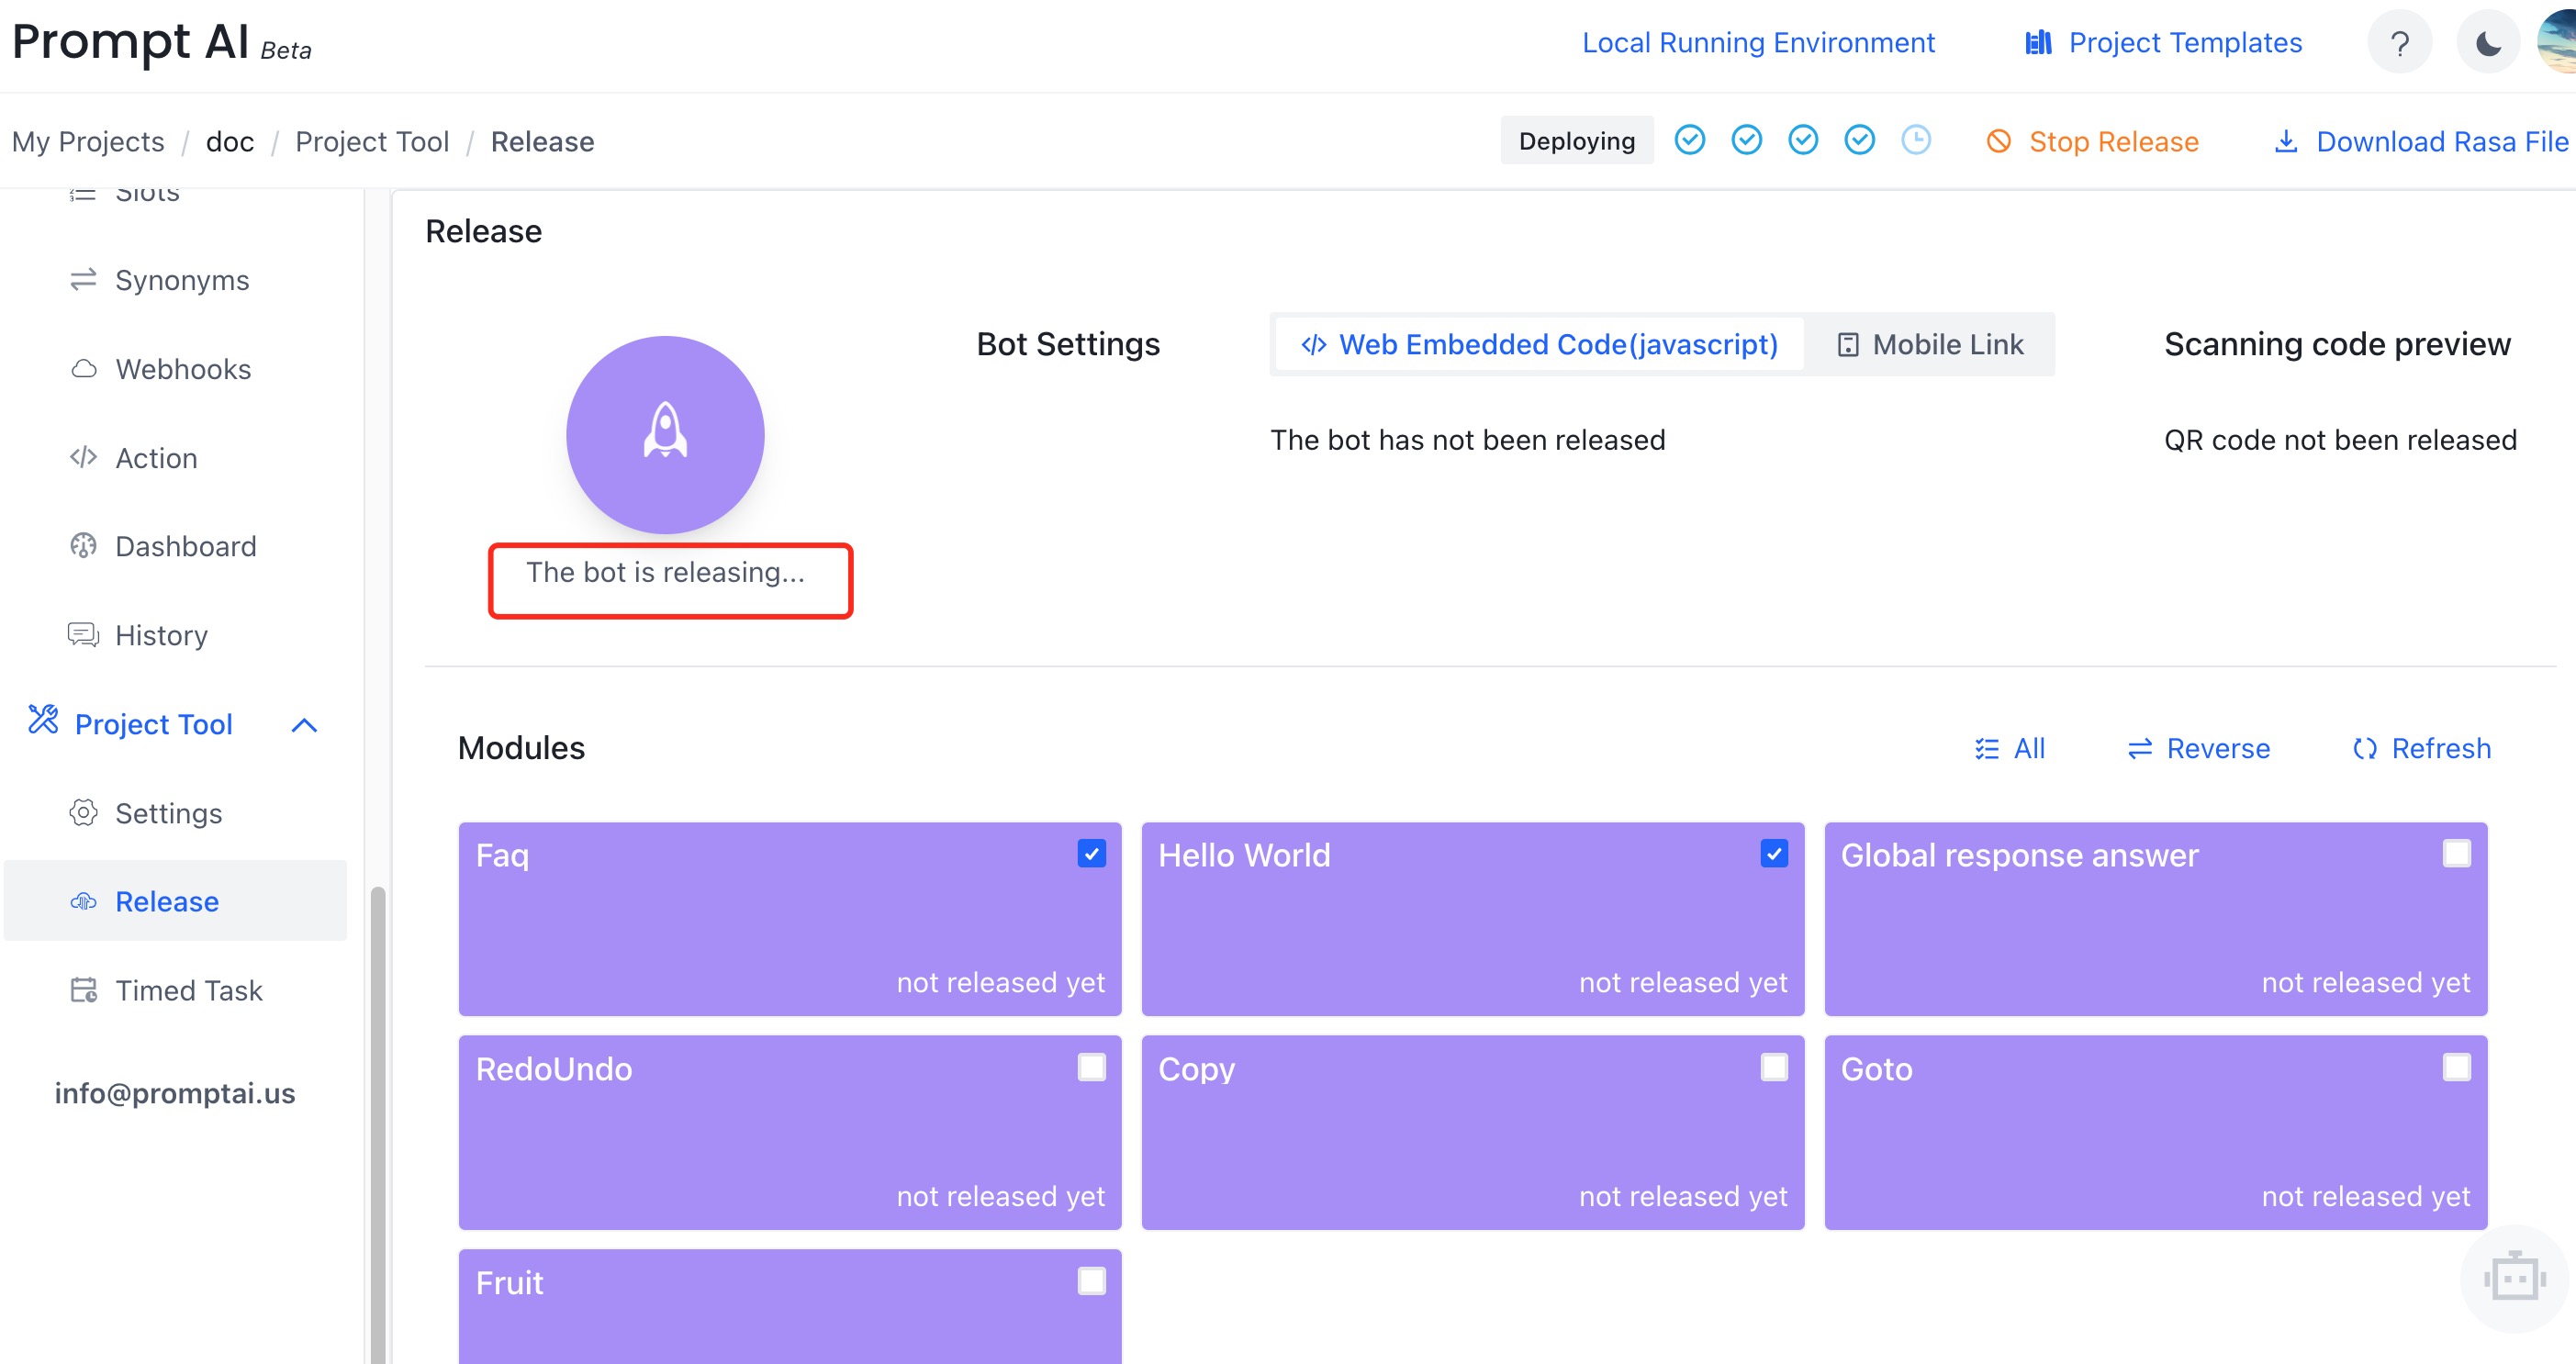 Prompt AI Beta
Local Running Environment
Project Templates
?
My Projects / doc / Project Tool / Release
Deploying
Stop Release
Download Rasa File
Slots
Synonyms
Webhooks
Action
Dashboard
History
Project Tool
Settings
Release
Timed Task
info@promptai.us
Release
The bot is releasing...
Bot Settings
</> Web Embedded Code(javascript)
Mobile Link
The bot has not been released
Scanning code preview
QR code not been released
Modules
All
Reverse
Refresh
Faq
not released yet
Hello World
not released yet
Global response answer
not released yet
RedoUndo
not released yet
Copy
not released yet
Goto
not released yet
Fruit